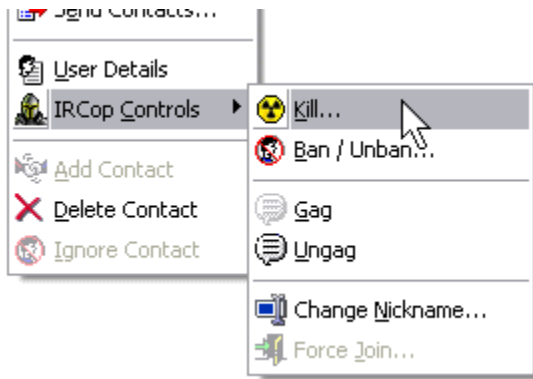 Send Contacts...
User Details
IRCop Controls
Add Contact
Delete Contact
Ignore Contact
Kill...
Ban / Unban...
Gag
Ungag
Change Nickname...
Force Join...